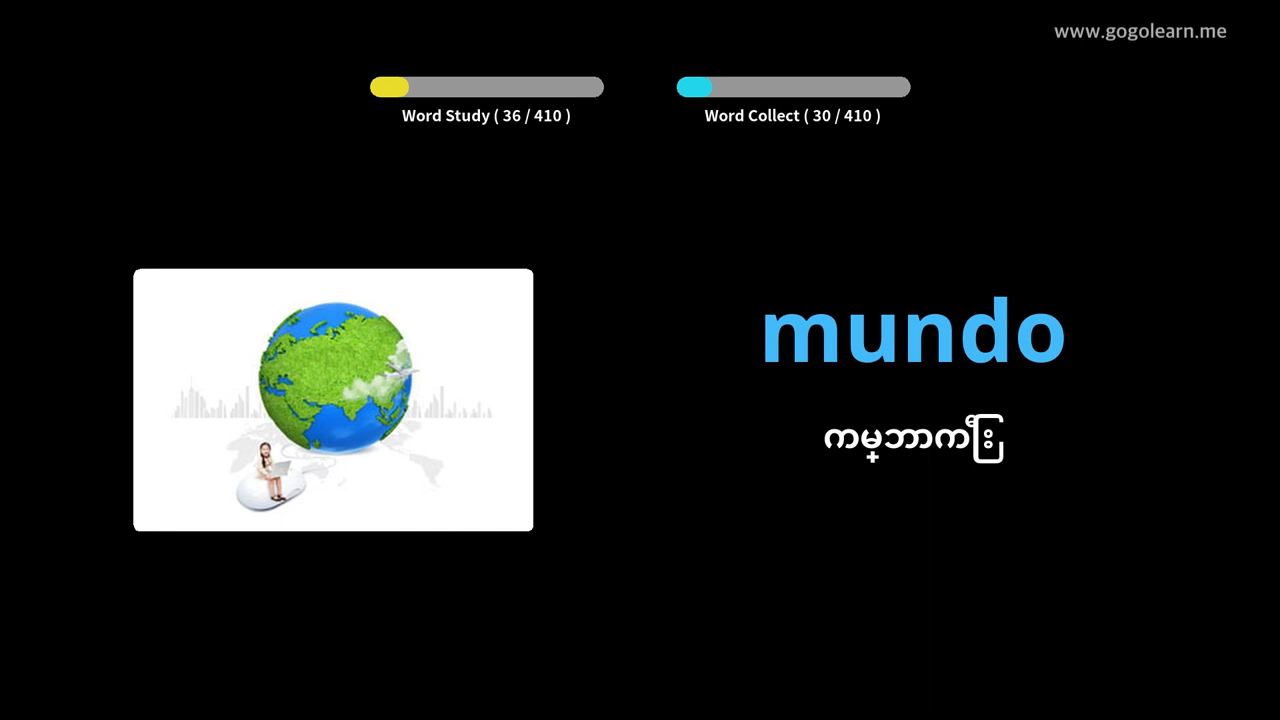 www.gogolearn.me
Word Study ( 36 / 410 )
Word Collect ( 30 / 410 )
mundo
ကမ္ဘာကြီး